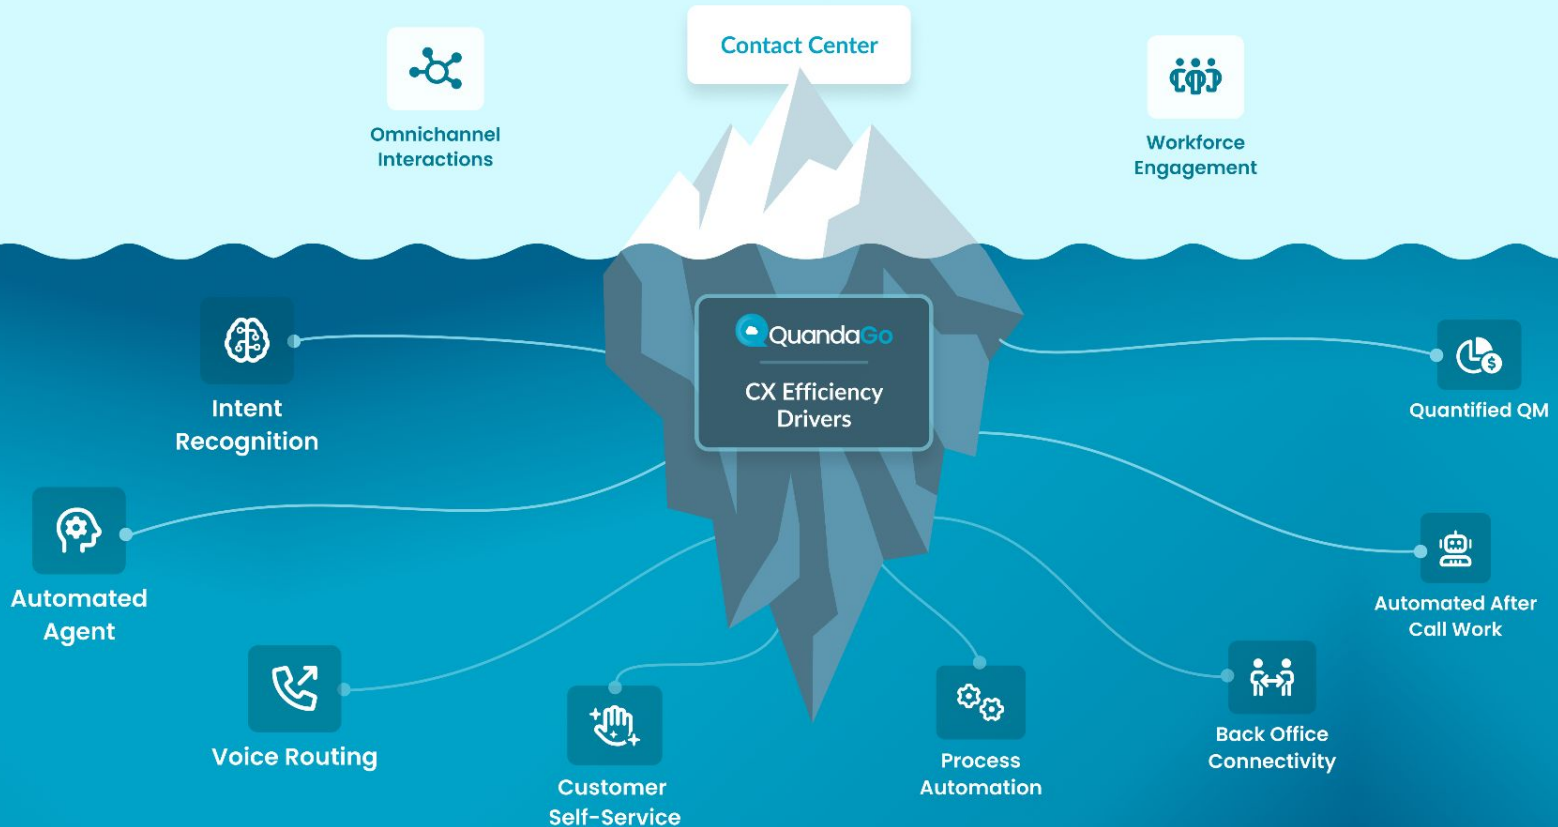 Contact Center
Omnichannel
Interactions
Workforce
Engagement
QuandaGo
CX Efficiency
Drivers
Intent
Recognition
Quantified QM
Automated
Agent
Automated After
Call Work
Voice Routing
Customer
Self-Service
Process
Automation
Back Office
Connectivity